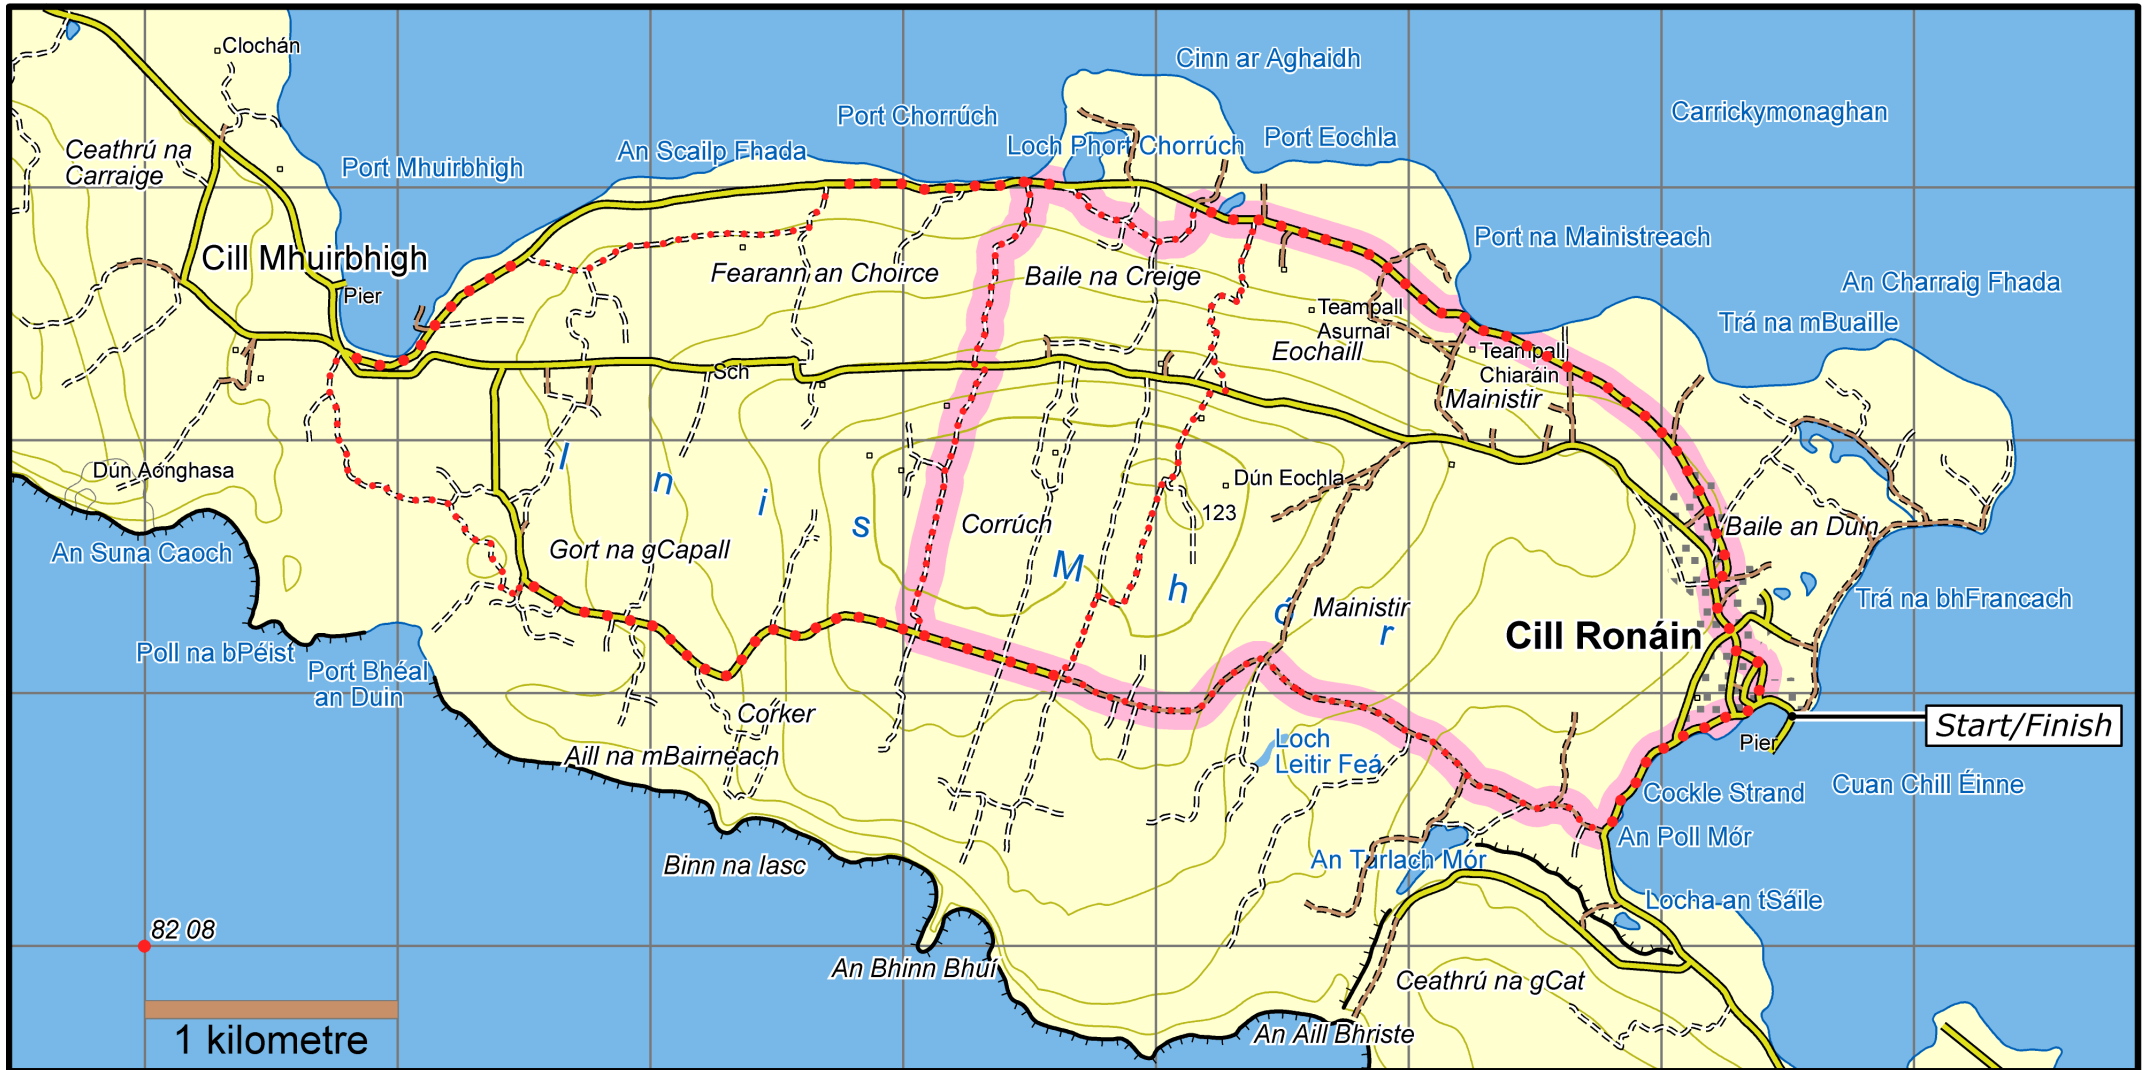 Clochán
Cinn ar Aghaidh
Port Chorrúch
Carrickymonaghan
Ceathrú na
Carraige
Port Mhuirbhigh
An Scailp Fhada
Loch Phort Chorrúch
Port Eochla
Port na Mainistreach
Cill Mhuirbhigh
Pier
Fearann an Choirce
Baile na Creige
An Charraig Fhada
Teampall
Asurnaí
Trá na mBuaille
Eochaill
Teampall
Chiaráin
Sch
Mainistir
Dún Aonghasa
Dún Eochla
123
I n i s M h ó r
Corrúch
Baile an Duin
An Suna Caoch
Gort na gCapall
Mainistir
Trá na bhFrancach
Cill Ronáin
Poll na bPéist
Port Bhéal
an Duin
Corker
Start/Finish
Aill na mBairneach
Loch
Leitir Feá
Pier
Cockle Strand
Cuan Chill Éinne
An Poll Mór
Binn na Iasc
An Turlach Mór
Locha an tSáile
82 08
An Bhinn Bhuí
Ceathrú na gCat
An Aill Bhriste
1 kilometre